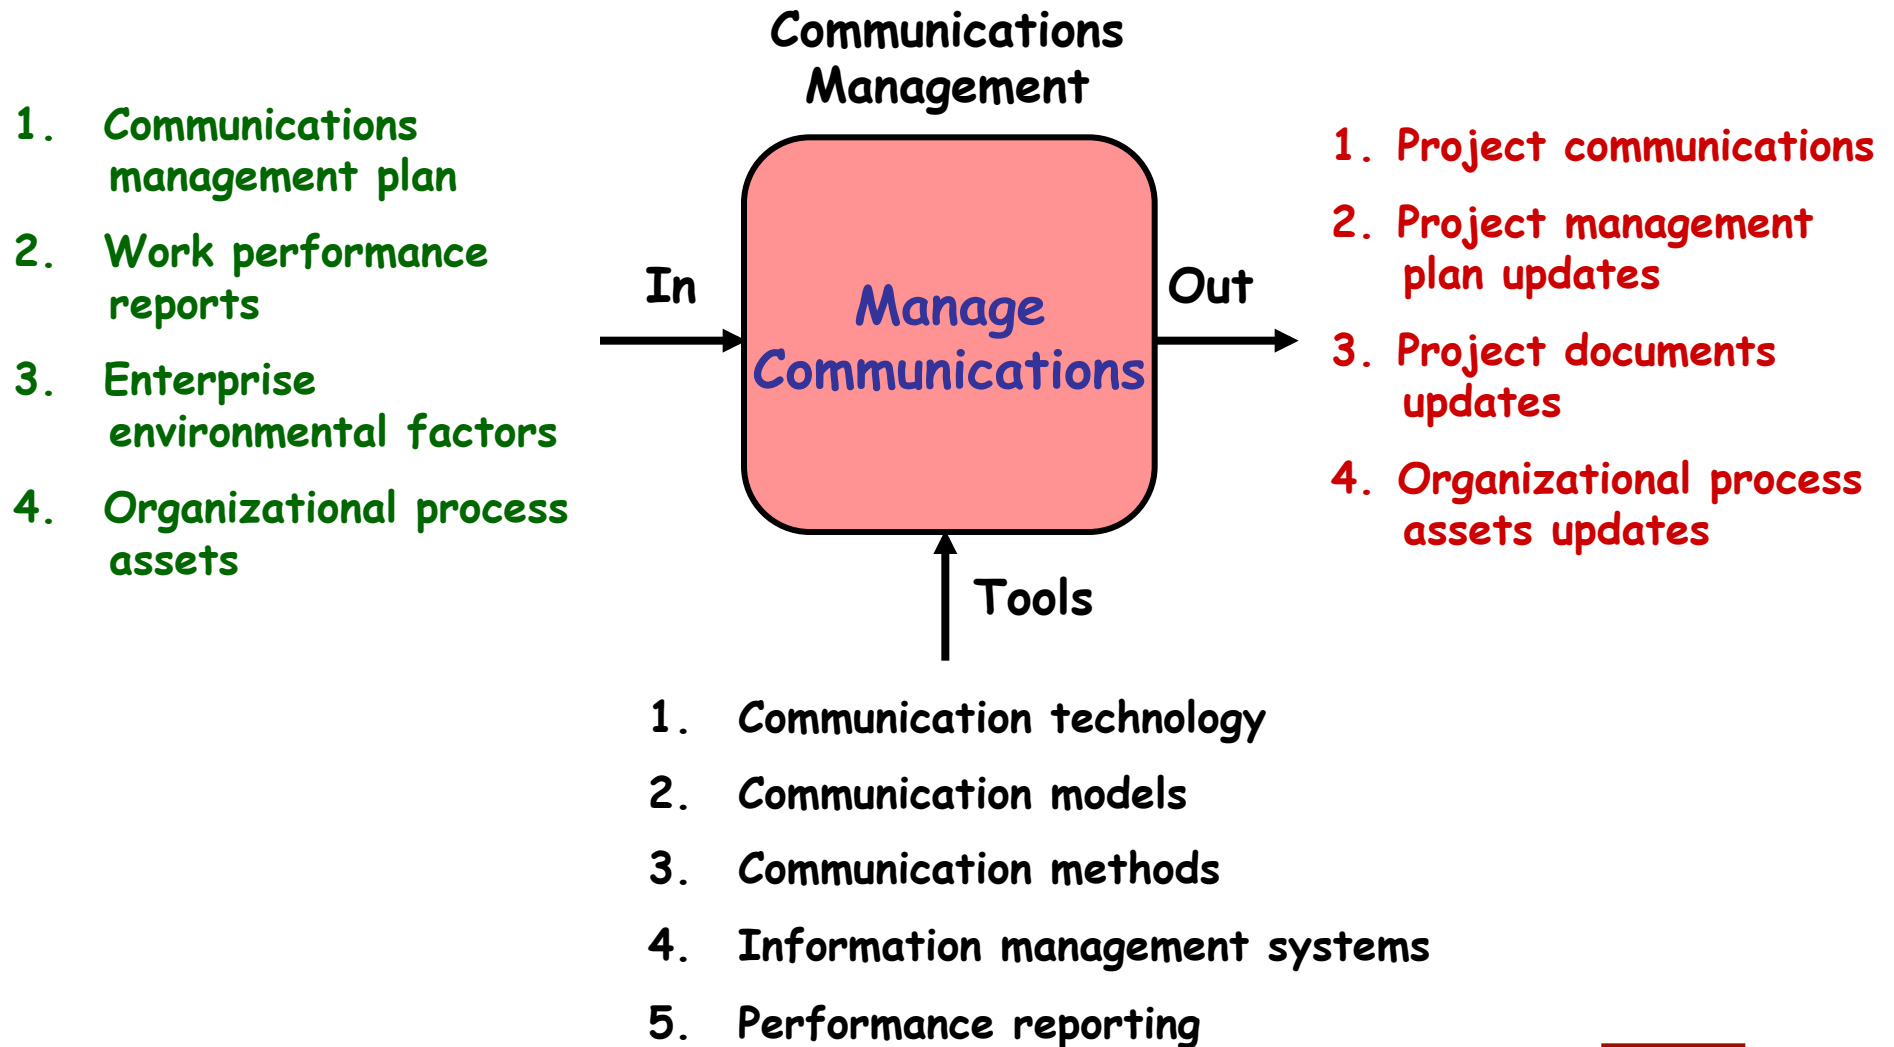 Communications
Management
1. Communications
management plan
2. Work performance
reports
3. Enterprise
environmental factors
4. Organizational process
assets
In
Manage
Communications
Out
1. Project communications
2. Project management
plan updates
3. Project documents
updates
4. Organizational process
assets updates
Tools
1. Communication technology
2. Communication models
3. Communication methods
4. Information management systems
5. Performance reporting